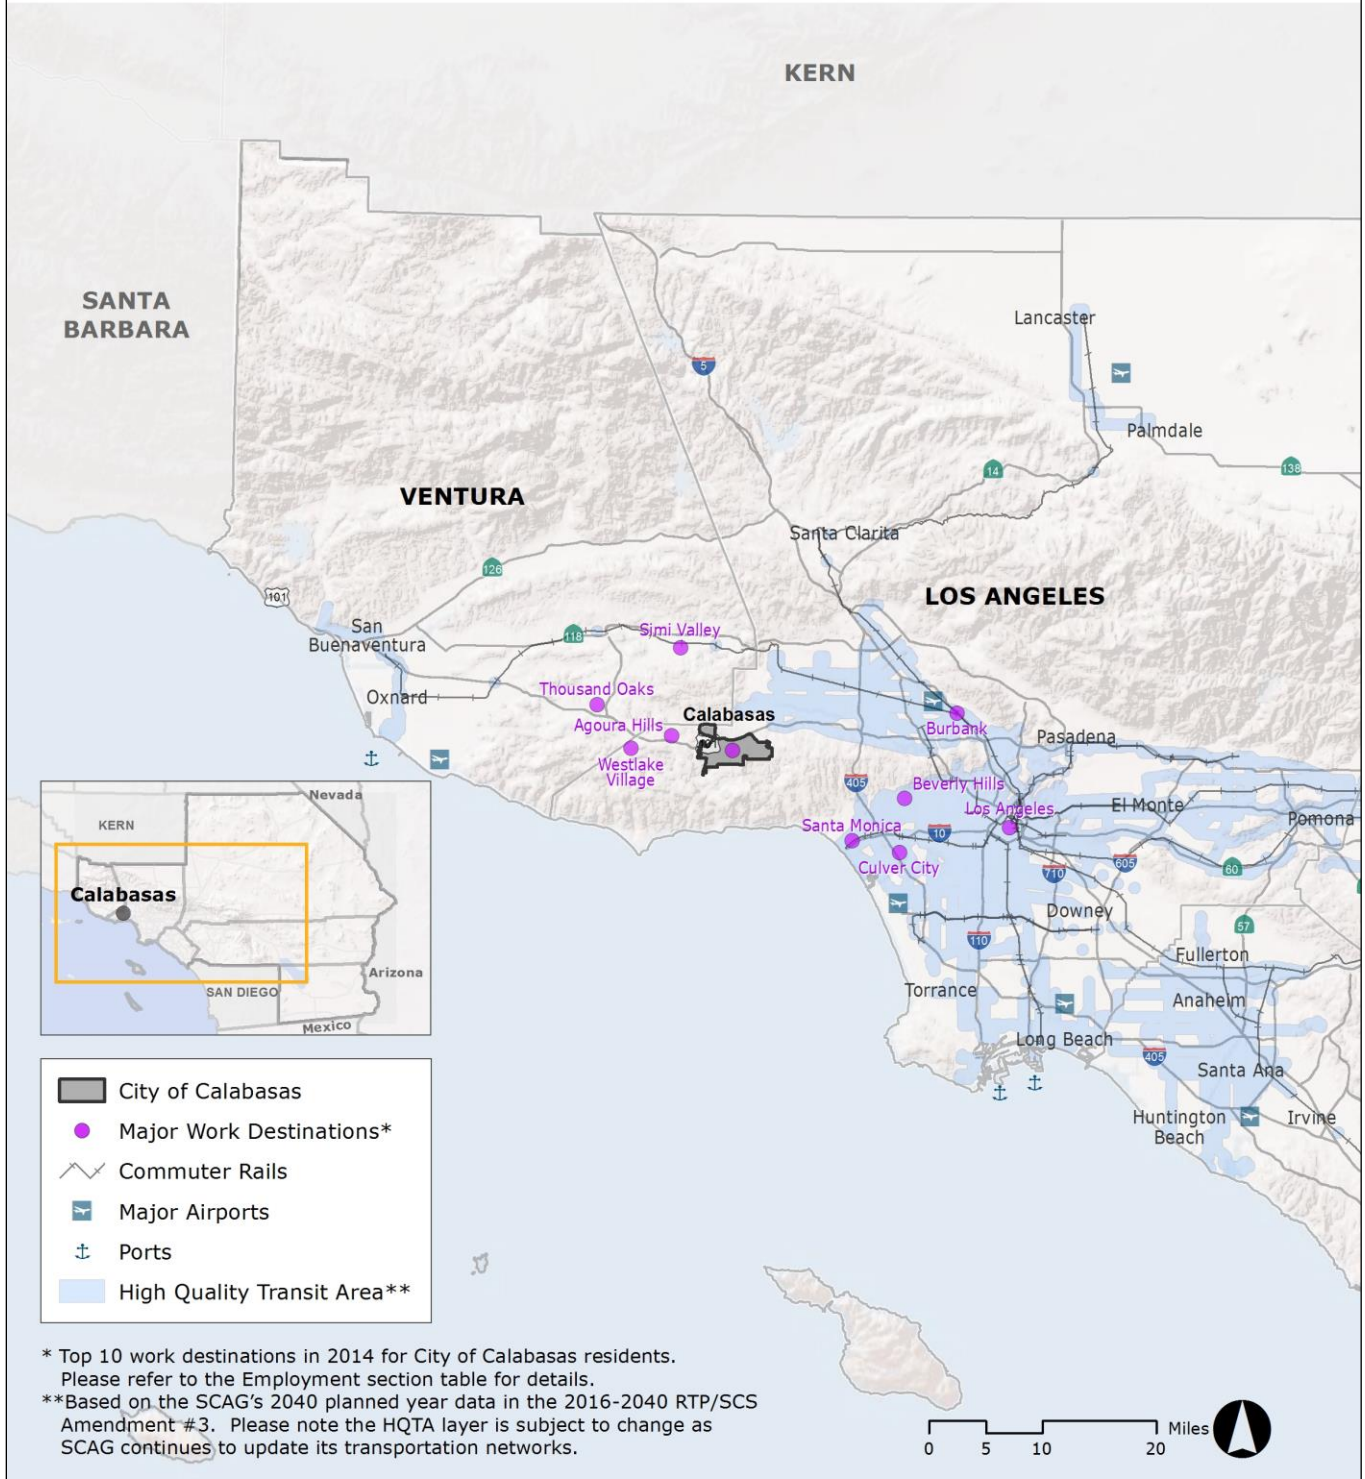 KERN
SANTA
BARBARA
Lancaster
5
Palmdale
14
138
VENTURA
Santa Clarita
126
LOS ANGELES
101
San
Buenaventura
118
Simi Valley
Thousand Oaks
Oxnard
Agoura Hills
Calabasas
Westlake
Village
Burbank
Pasadena
405
Beverly Hills
Los Angeles
El Monte
Pomona
Santa Monica
10
Culver City
710
605
60
Downey
57
110
Fullerton
Torrance
Anaheim
Long Beach
405
Santa Ana
Huntington
Beach
Irvine
Nevada
KERN
Calabasas
Arizona
SAN DIEGO
Mexico
City of Calabasas
Major Work Destinations*
Commuter Rails
Major Airports
Ports
High Quality Transit Area**
* Top 10 work destinations in 2014 for City of Calabasas residents.
Please refer to the Employment section table for details.
**Based on the SCAG's 2040 planned year data in the 2016-2040 RTP/SCS
Amendment #3. Please note the HQTA layer is subject to change as
SCAG continues to update its transportation networks.
Miles
0 5 10 20